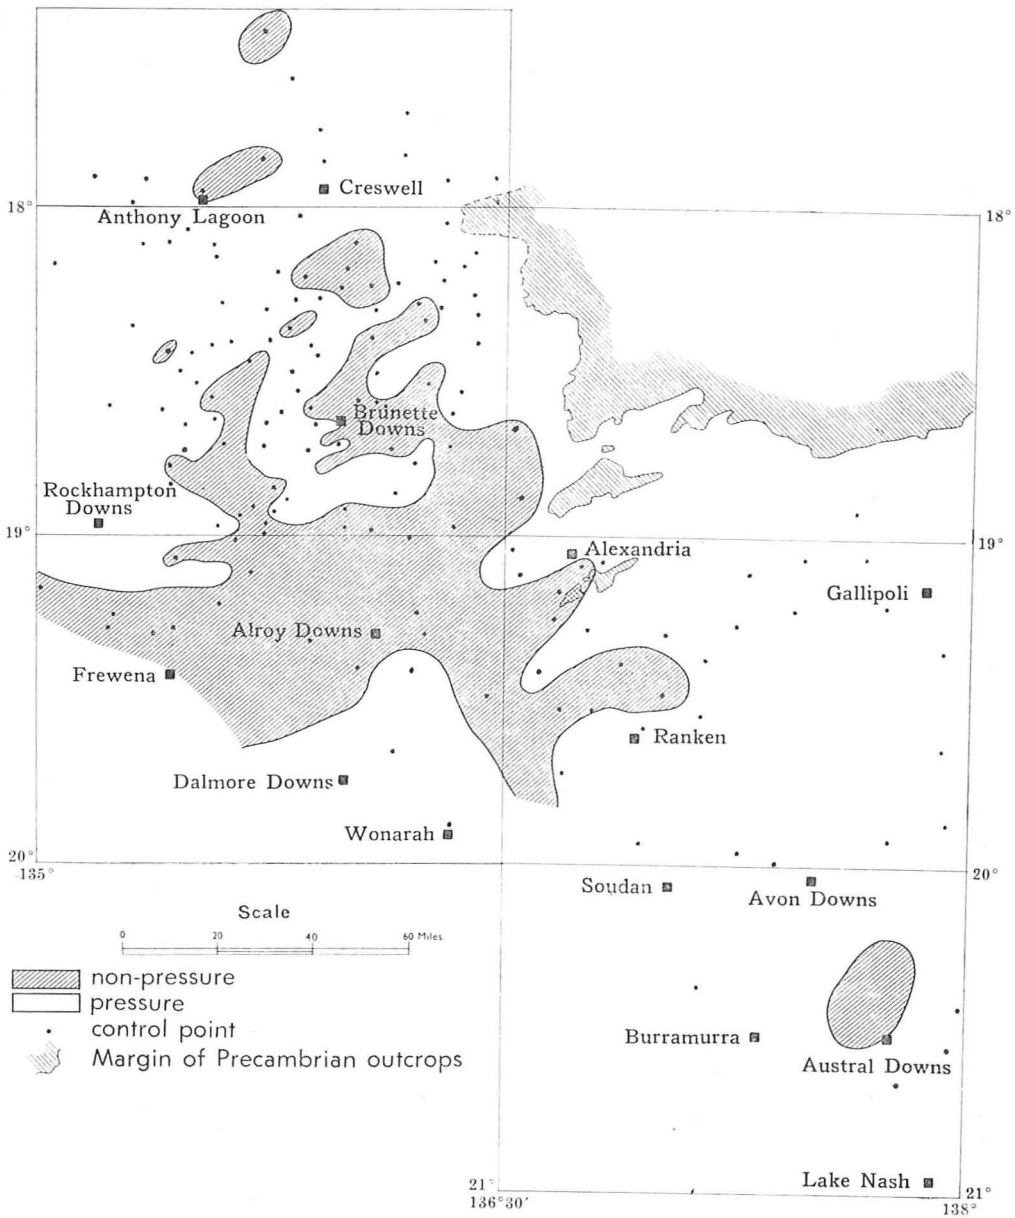 Creswell
18°
18°
Anthony Lagoon
Brunette
Downs
Rockhampton
Downs
19°
19°
Alexandria
Gallipoli
Alroy Downs
Frewena
Ranken
Dalmore Downs
Wonarah
20°
135°
20°
Soudan
Avon Downs
Scale
0 20 40 60 Miles
non-pressure
pressure
control point
Margin of Precambrian outcrops
Burramurra
Austral Downs
Lake Nash
21°
136°30'
21°
138°